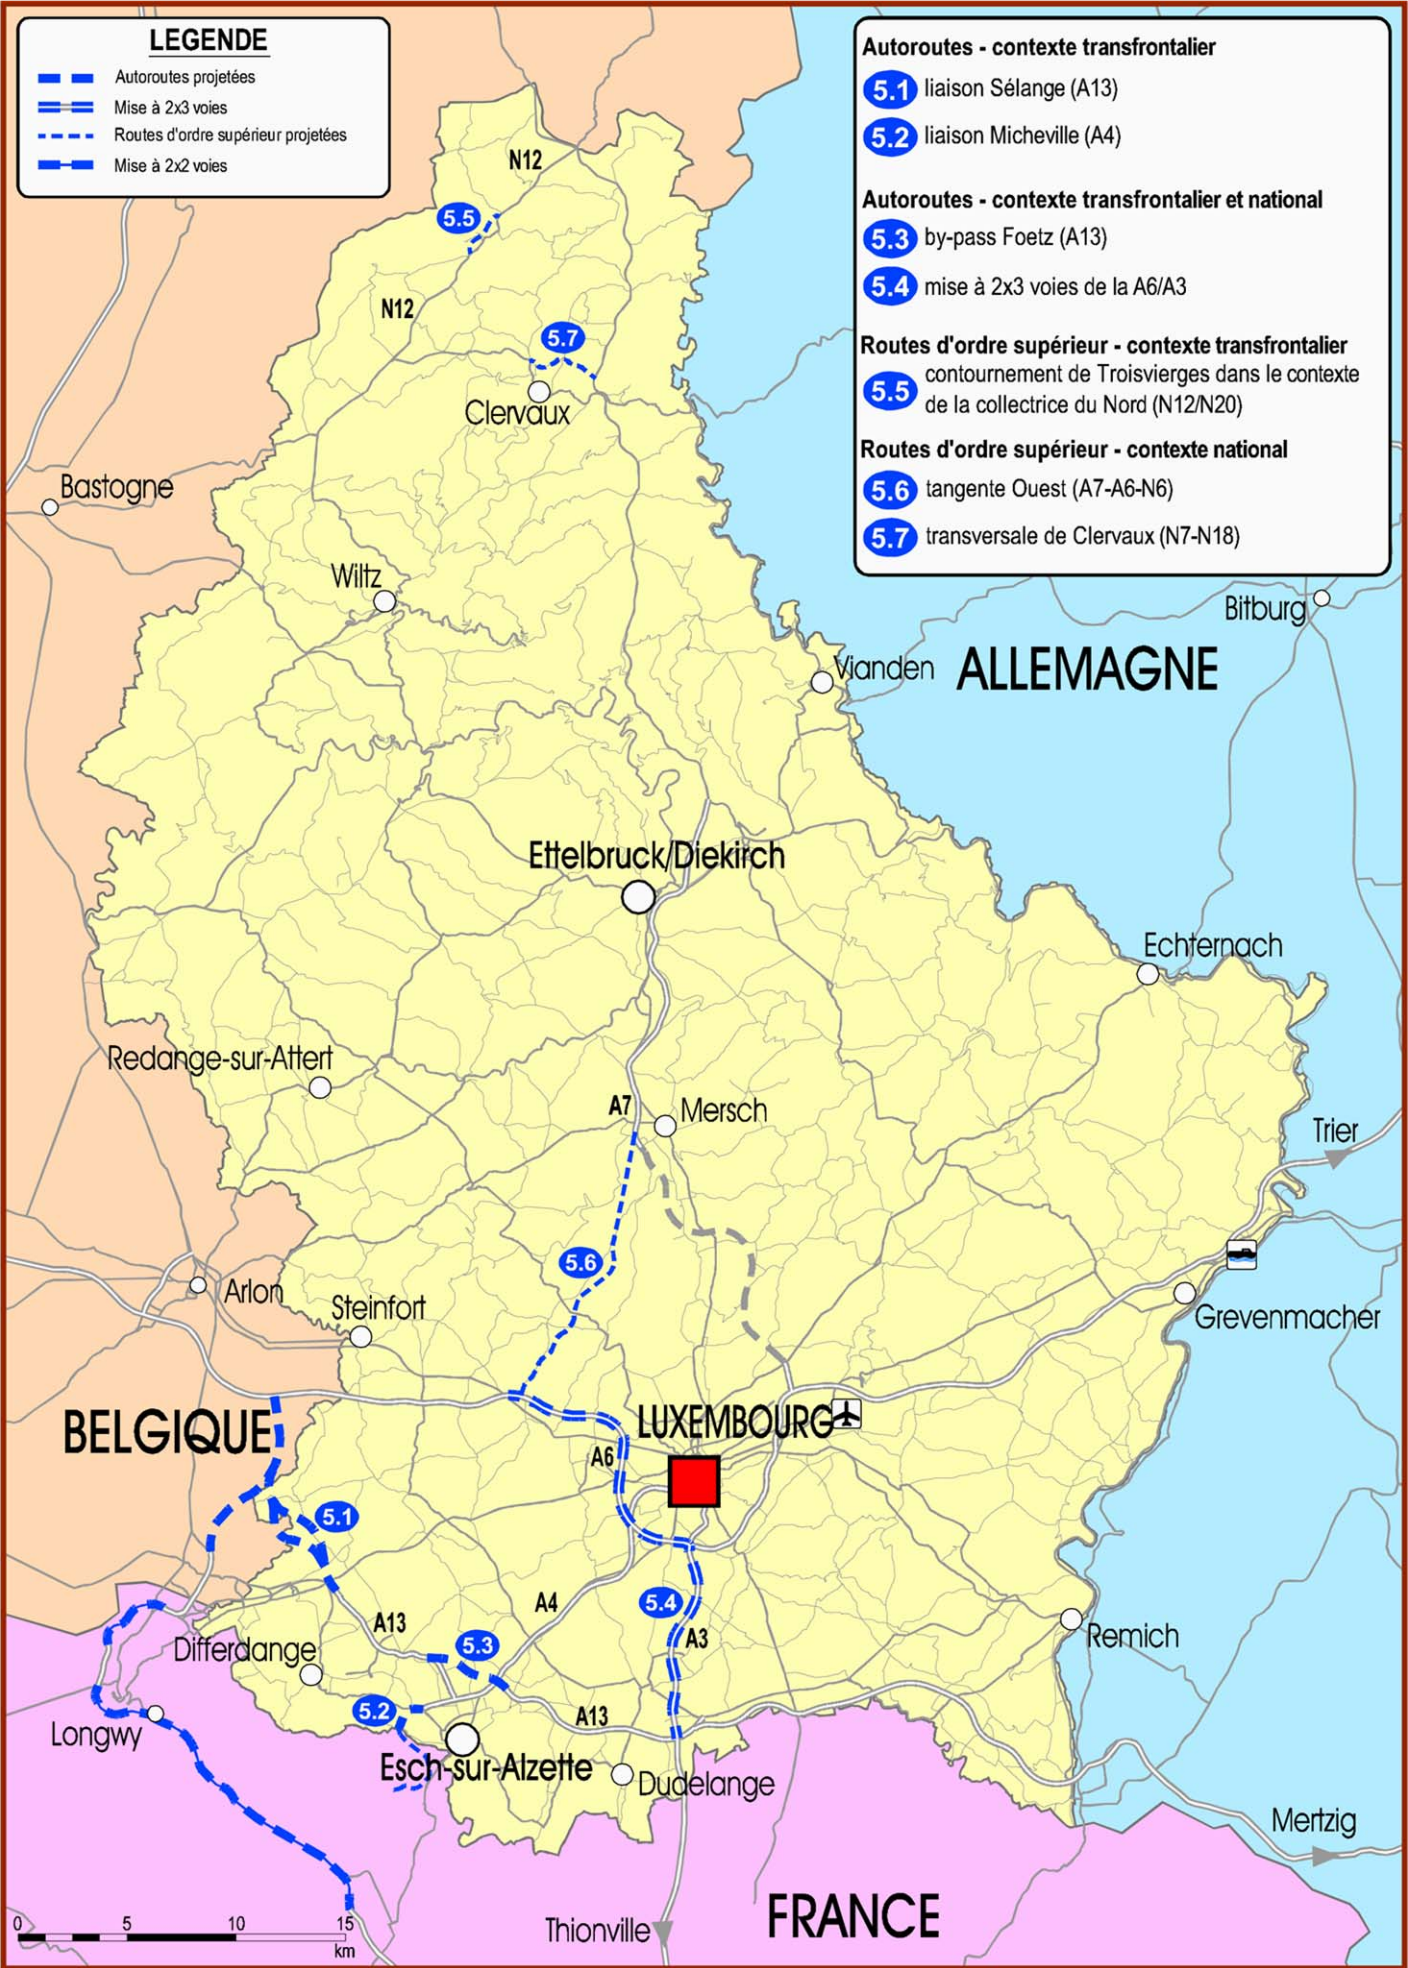 LEGENDE
Autoroutes projetées
Mise à 2x3 voies
Routes d'ordre supérieur projetées
Mise à 2x2 voies
Autoroutes - contexte transfrontalier
5.1 liaison Sélange (A13)
5.2 liaison Micheville (A4)
Autoroutes - contexte transfrontalier et national
5.3 by-pass Foetz (A13)
5.4 mise à 2x3 voies de la A6/A3
Routes d'ordre supérieur - contexte transfrontalier
5.5 contournement de Troisvierges dans le contexte
de la collectrice du Nord (N12/N20)
Routes d'ordre supérieur - contexte national
5.6 tangente Ouest (A7-A6-N6)
5.7 transversale de Clervaux (N7-N18)
N12
5.5
N12
5.7
Clervaux
Bastogne
Wiltz
Bitburg
Vianden
ALLEMAGNE
Ettelbruck/Diekirch
Echternach
Redange-sur-Attert
A7
Mersch
Trier
5.6
Arlon
Steinfort
Grevenmacher
BELGIQUE
LUXEMBOURG
A6
5.1
A4
5.4
A13
A3
Remich
5.3
Differdange
5.2
A13
Longwy
Esch-sur-Alzette
Dudelange
Mertzig
FRANCE
Thionville
0 5 10 15
km